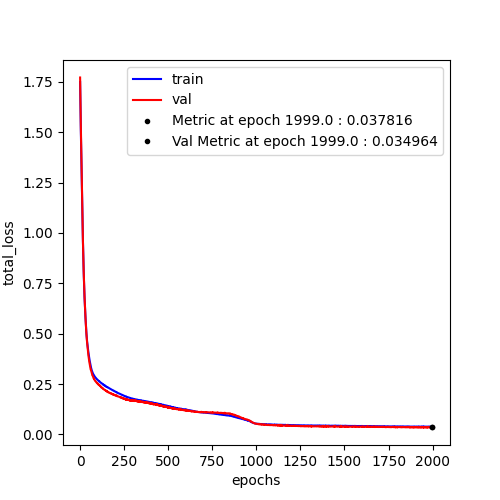 train
val
Metric at epoch 1999.0 : 0.037816
Val Metric at epoch 1999.0 : 0.034964
total_loss
1.75
1.50
1.25
1.00
0.75
0.50
0.25
0.00
0 250 500 750 1000 1250 1500 1750 2000
epochs